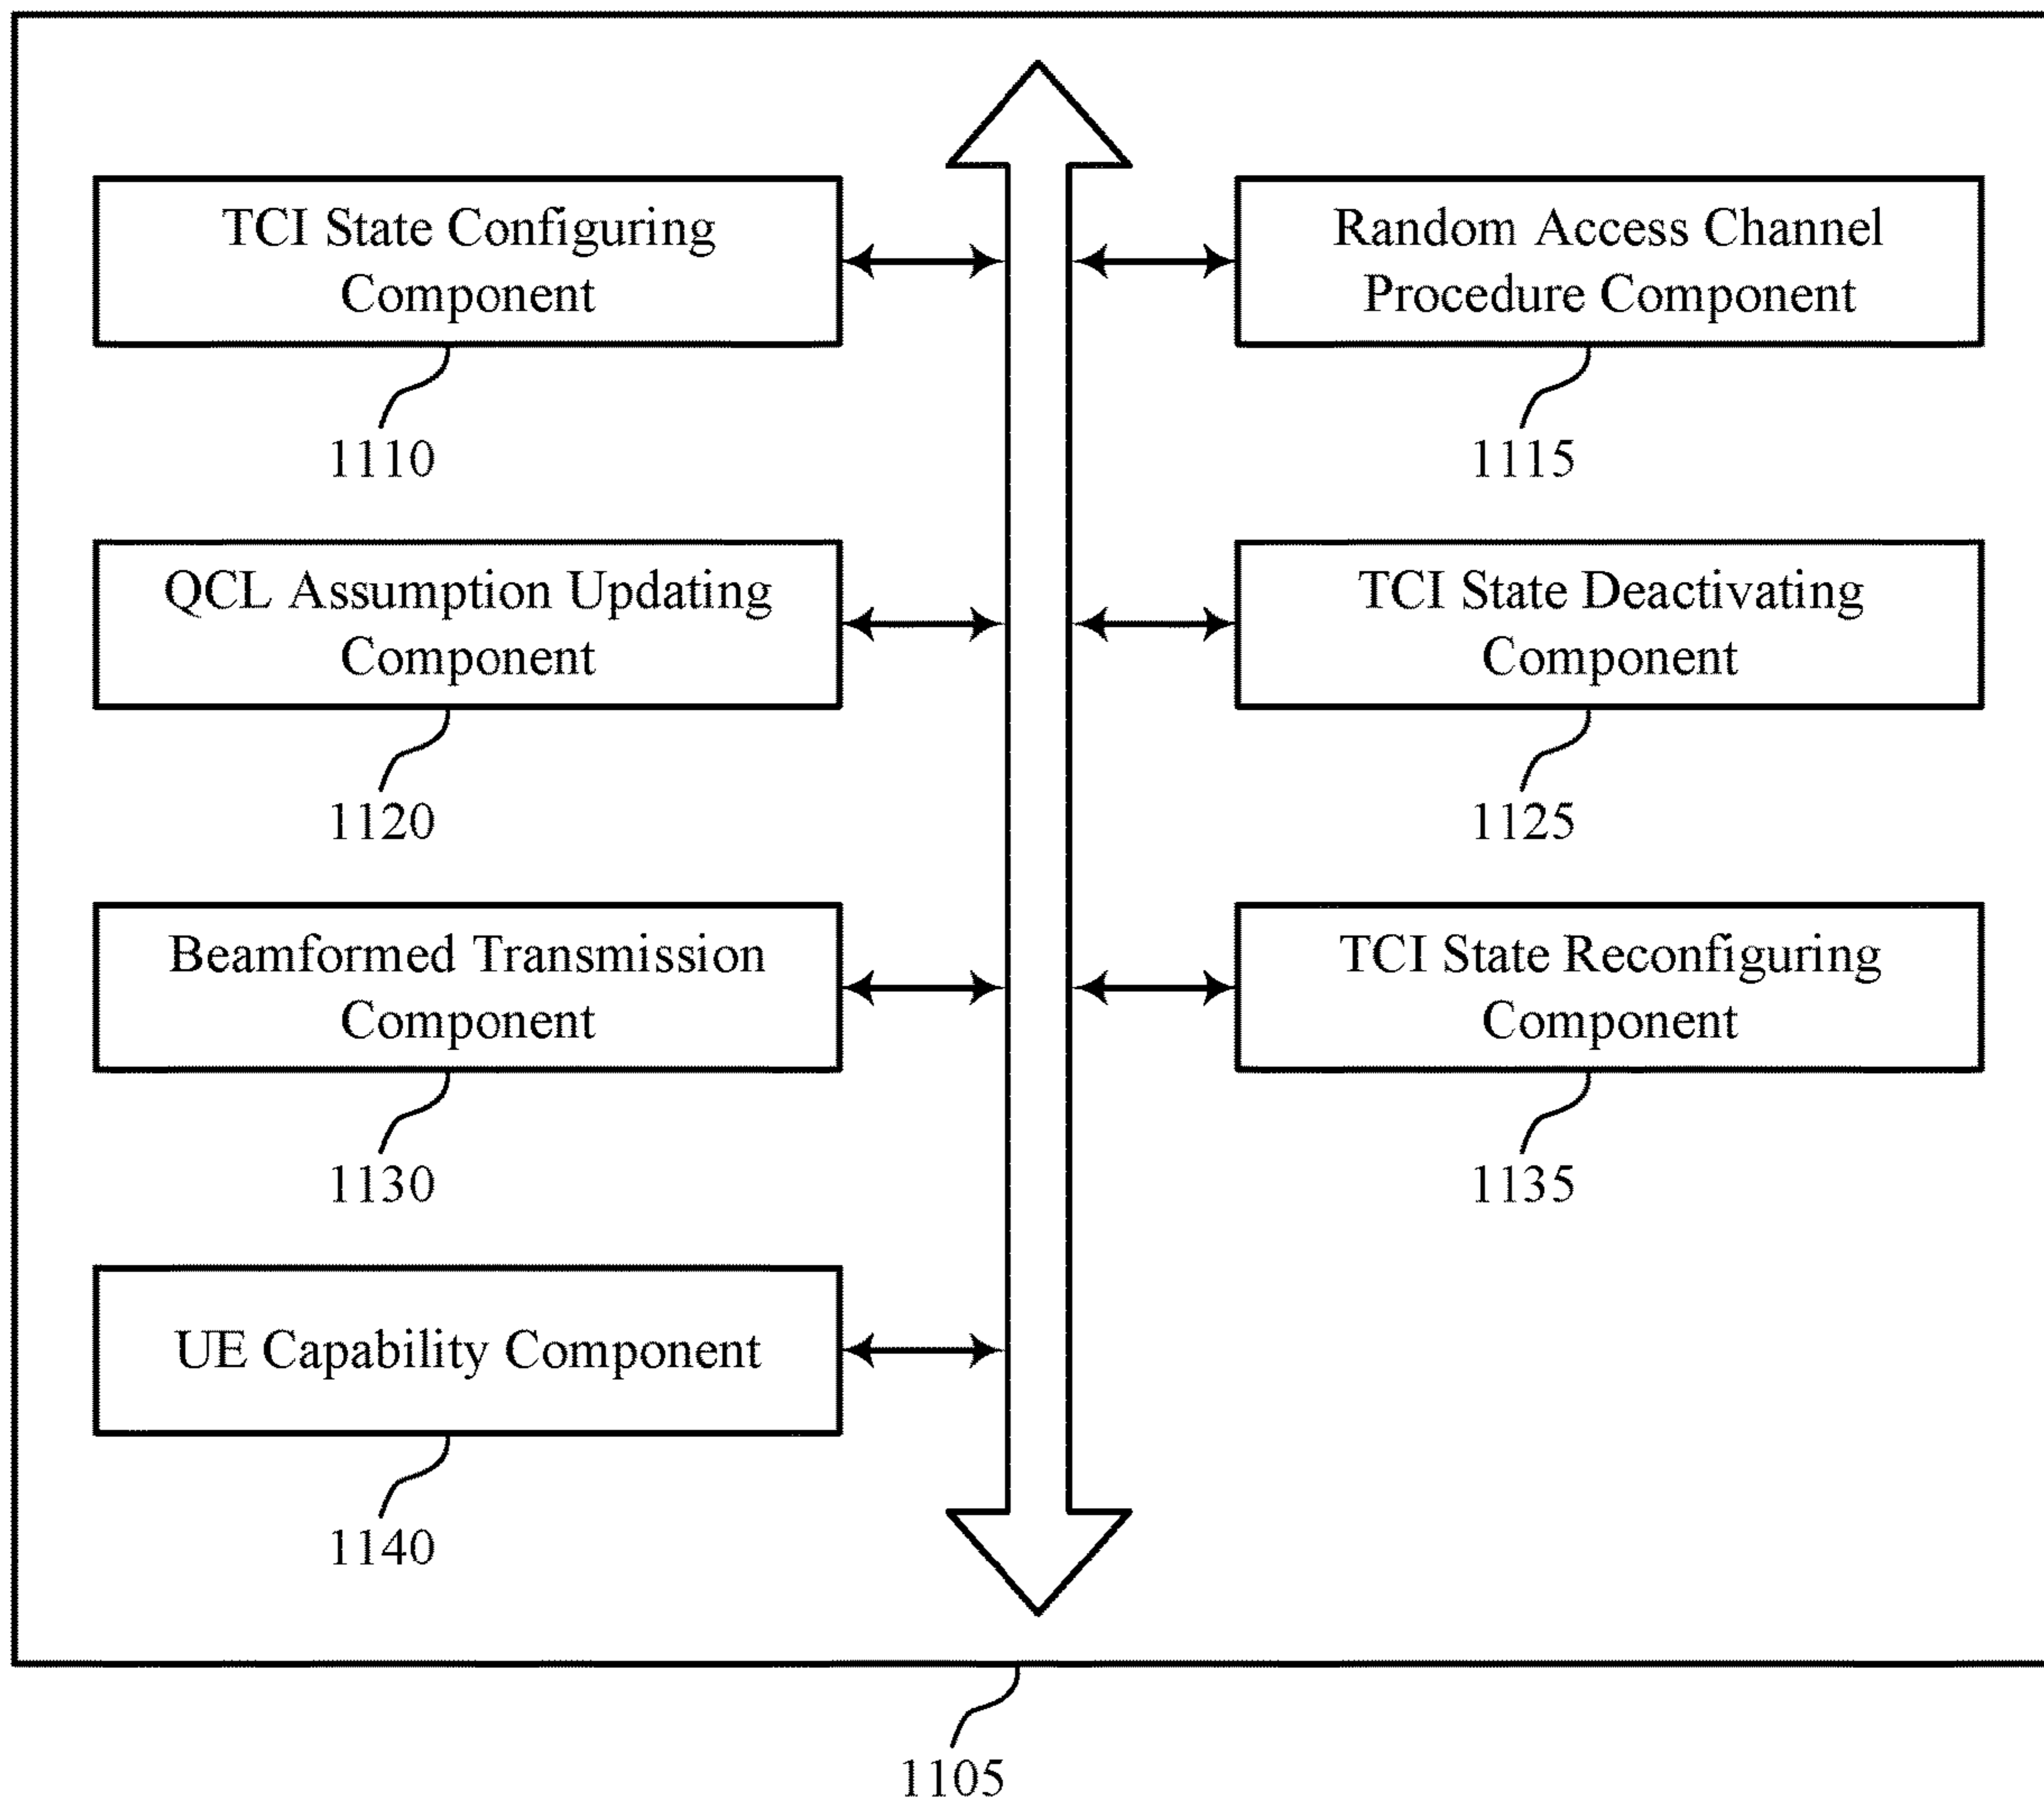 TCI State Configuring
Component
1110
Random Access Channel
Procedure Component
1115
QCL Assumption Updating
Component
1120
TCI State Deactivating
Component
1125
Beamformed Transmission
Component
1130
TCI State Reconfiguring
Component
1135
UE Capability Component
1140
1105